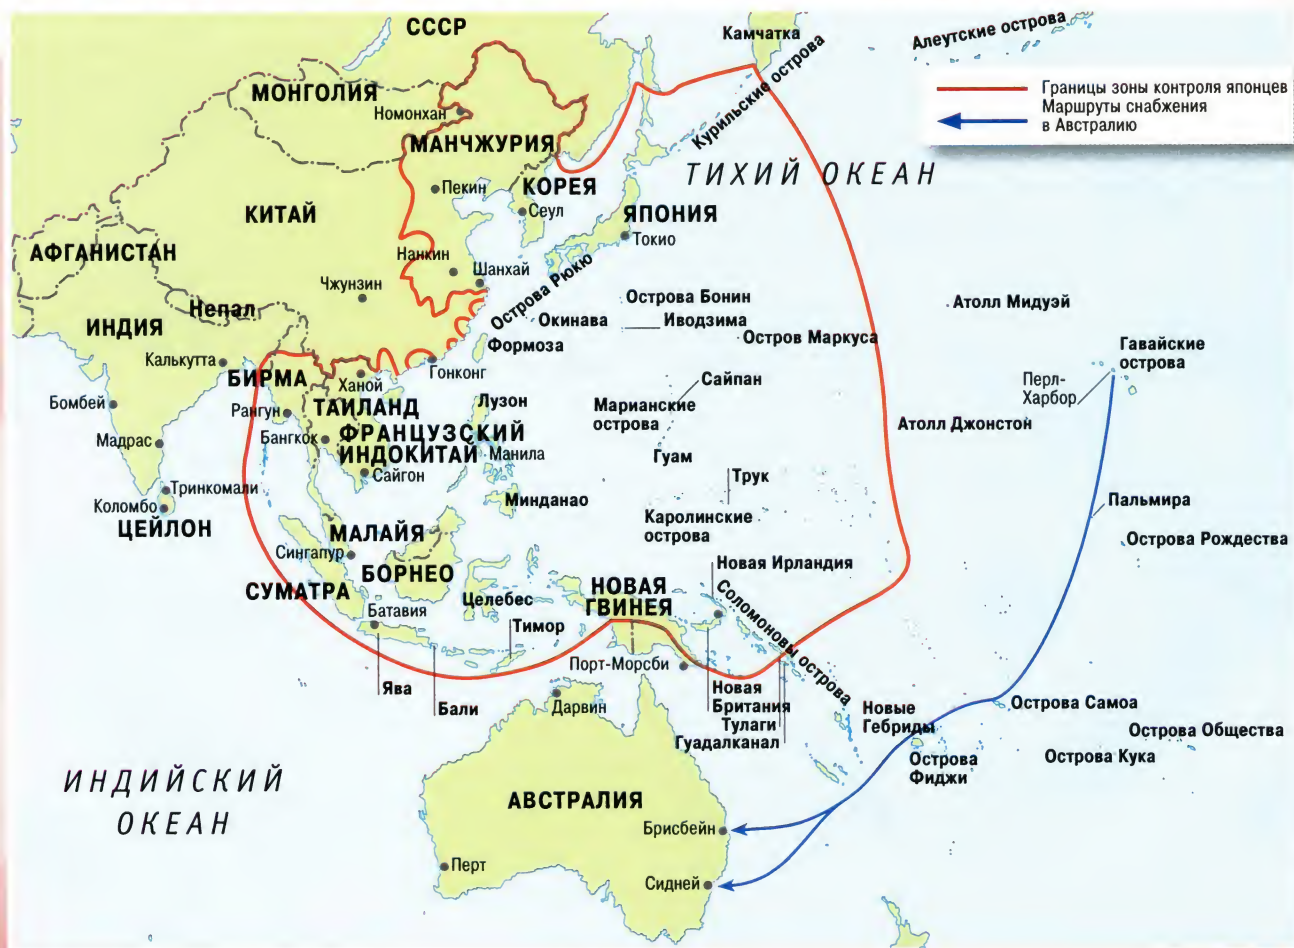 СССР
Камчатка
Алеутские острова
Курильские острова
Границы зоны контроля японцев
Маршруты снабжения
в Австралию
МОНГОЛИЯ
Номонхан
МАНЧЖУРИЯ
ТИХИЙ ОКЕАН
Пекин
КОРЕЯ
Сеул
ЯПОНИЯ
Токио
КИТАЙ
АФГАНИСТАН
Нанкин
Шанхай
Чжунзин
Острова Рюкю
Непал
ИНДИЯ
Острова Бонин
Окинава
Иводзима
Атолл Мидуэй
Остров Маркуса
Формоза
Гавайские
острова
Калькутта
БИРМА
Ханой
Гонконг
Сайпан
Перл-
Харбор
Бомбей
Рангун
ТАИЛАНД
Лузон
Марианские
острова
Атолл Джонстон
Мадрас
Бангкок
ФРАНЦУЗСКИЙ
ИНДОКИТАЙ
Манила
Гуам
Сайгон
Трук
Тринкомали
Коломбо
ЦЕЙЛОН
Минданао
Каролинские
острова
Пальмира
Острова Рождества
МАЛАЙЯ
Сингапур
БОРНЕО
СУМАТРА
Новая Ирландия
НОВАЯ
ГВИНЕЯ
Целебес
Батавия
Тимор
Соломоновы острова
Порт-Морсби
Ява
Бали
Дарвин
Новая
Британия
Тулаги
Гуадалканал
Новые
Гебриды
Острова Самоа
Острова Общества
Острова
Фиджи
Острова Кука
ИНДИЙСКИЙ
ОКЕАН
АВСТРАЛИЯ
Брисбейн
Перт
Сидней